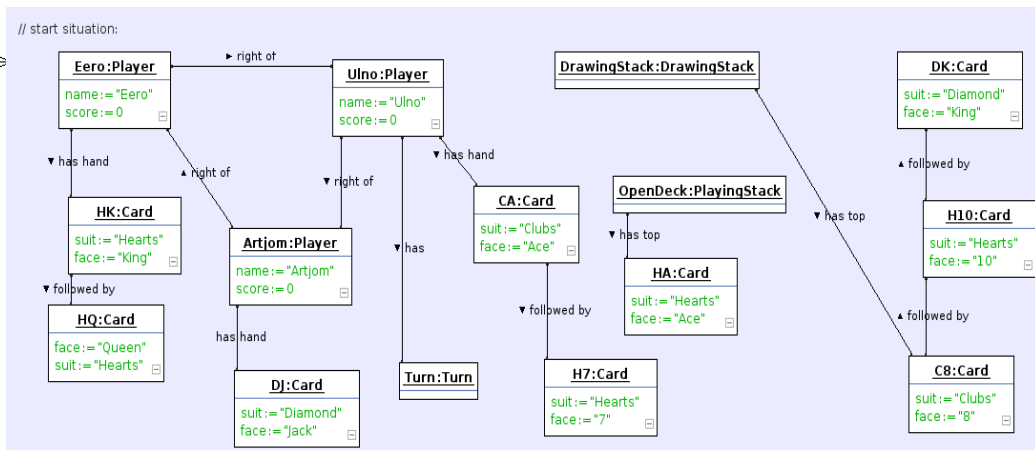 // start situation:
Eero:Player
name:="Eero"
score:=0
► right of
Ulno:Player
name:="Ulno"
score:=0
DrawingStack:DrawingStack
DK:Card
suit:="Diamond"
face:="King"
▼ has hand
▲ right of
▼ right of
▼ has hand
▲ followed by
HK:Card
suit:="Hearts"
face:="King"
Artjom:Player
name:="Artjom"
score:=0
▼ has
CA:Card
suit:="Clubs"
face:="Ace"
OpenDeck:PlayingStack
▼ has top
▼ has top
H10:Card
suit:="Hearts"
face:="10"
▼ followed by
HQ:Card
face:="Queen"
suit:="Hearts"
has hand
▼ followed by
HA:Card
suit:="Hearts"
face:="Ace"
▲ followed by
DJ:Card
suit:="Diamond"
face:="Jack"
Turn:Turn
H7:Card
suit:="Hearts"
face:="7"
C8:Card
suit:="Clubs"
face:="8"